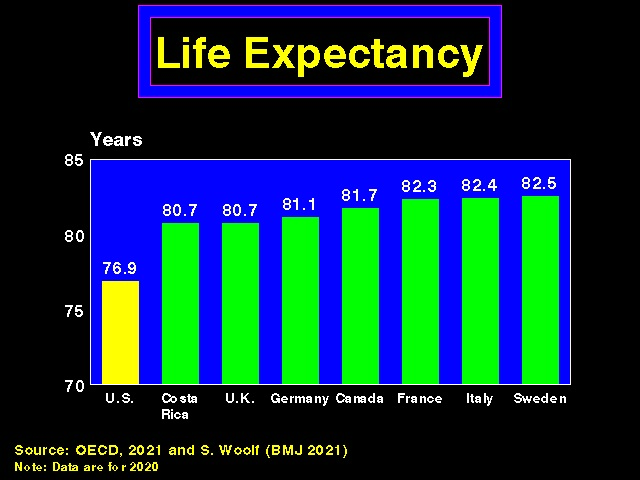 Life Expectancy
Years
85
80
75
70
76.9
80.7
80.7
81.1
81.7
82.3
82.4
82.5
U.S.
Costa
Rica
U.K.
Germany
Canada
France
Italy
Sweden
Source: OECD, 2021 and S. Woolf (BMJ 2021)
Note: Data are for 2020